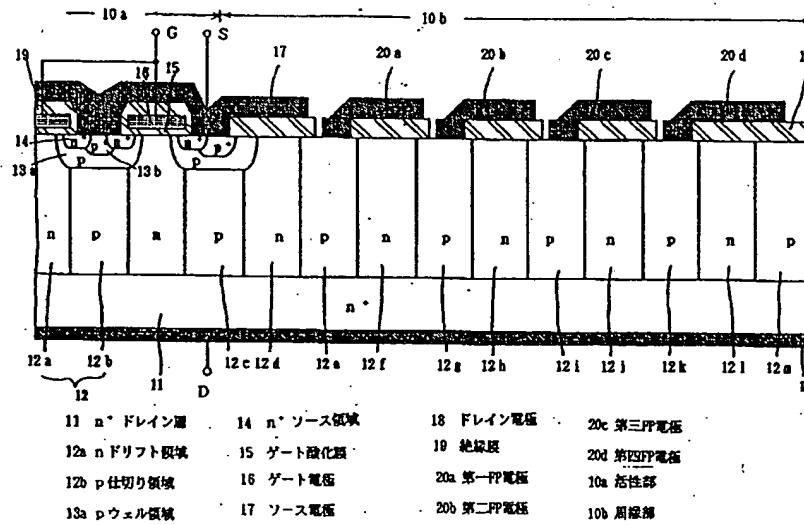 10a
10b
G
S
19
16
15
17
20a
20b
20c
20d
14
13a
13b
n
p⁺
n⁺
n⁺
p⁺
p
p
n
p
n
p
n
p
n
p
n
p
n
p
n
p
n⁺
12a
12b
11
D
12c
12d
12e
12f
12g
12h
12i
12j
12k
12l
12m
12
11 n⁺ ドレイン層
14 n⁺ ソース領域
18 ドレイン電極
20c 第三FP電極
12a n ドリフト領域
15 ゲート酸化膜
19 絶縁膜
20d 第四FP電極
12b p 仕切り領域
16 ゲート電極
20a 第一FP電極
10a 活性部
13a p ウェル領域
17 ソース電極
20b 第二FP電極
10b 周縁部